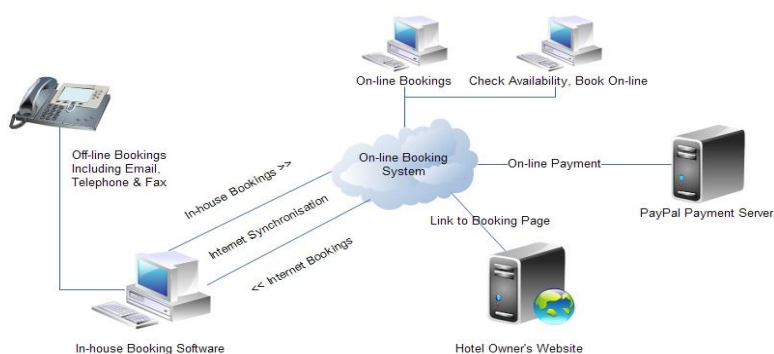 On-line Bookings
Check Availability, Book On-line
Off-line Bookings
Including Email,
Telephone & Fax
On-line Booking
System
On-line Payment
PayPal Payment Server
In-house Bookings >>
Internet Synchronisation
<< Internet Bookings
Link to Booking Page
In-house Booking Software
Hotel Owner's Website